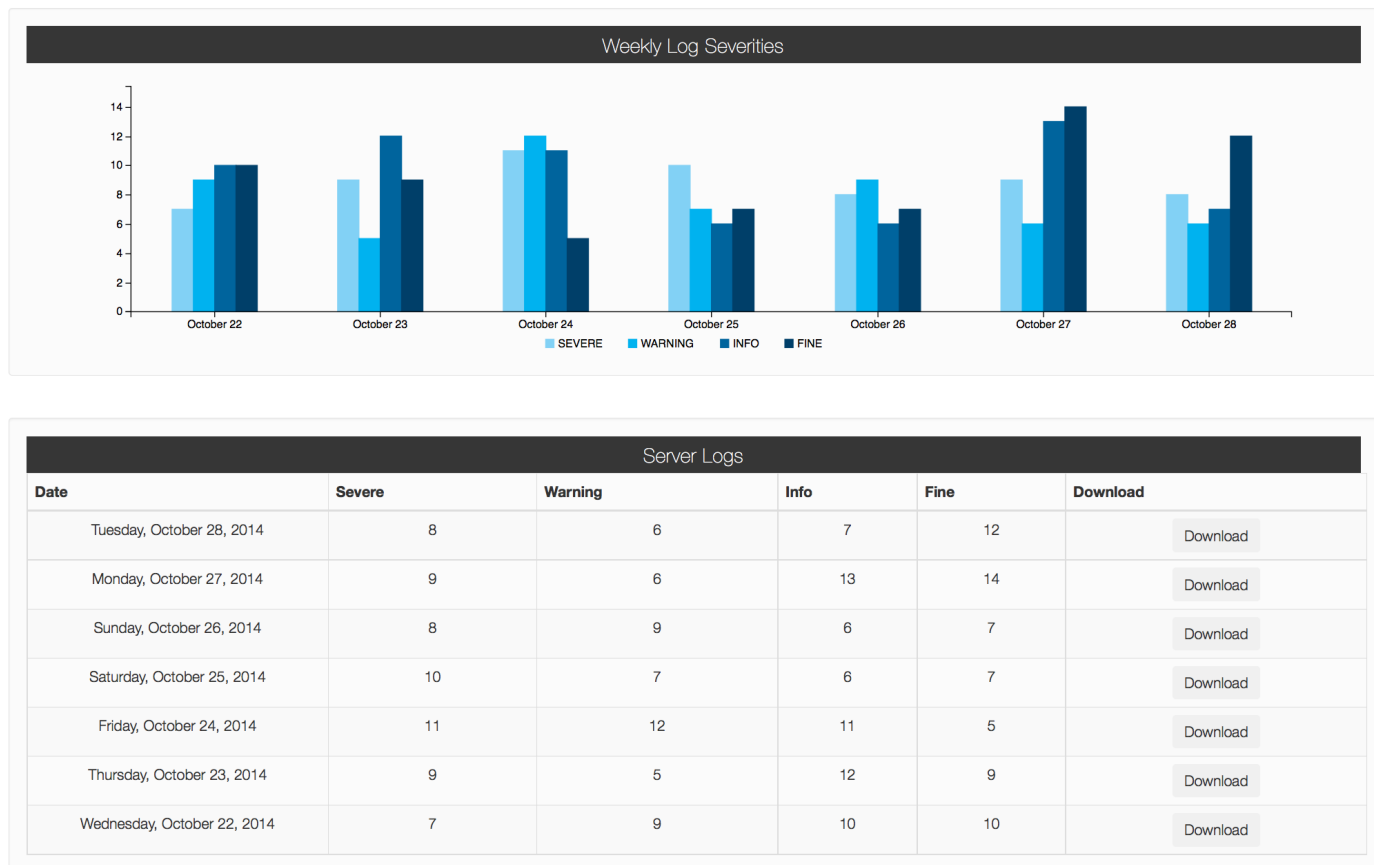 Weekly Log Severities
14
12
10
8
6
4
2
0
October 22 October 23 October 24 October 25 October 26 October 27 October 28
SEVERE WARNING INFO FINE
Server Logs
Date Severe Warning Info Fine Download
Tuesday, October 28, 2014 8 6 7 12 Download
Monday, October 27, 2014 9 6 13 14 Download
Sunday, October 26, 2014 8 9 6 7 Download
Saturday, October 25, 2014 10 7 6 7 Download
Friday, October 24, 2014 11 12 11 5 Download
Thursday, October 23, 2014 9 5 12 9 Download
Wednesday, October 22, 2014 7 9 10 10 Download